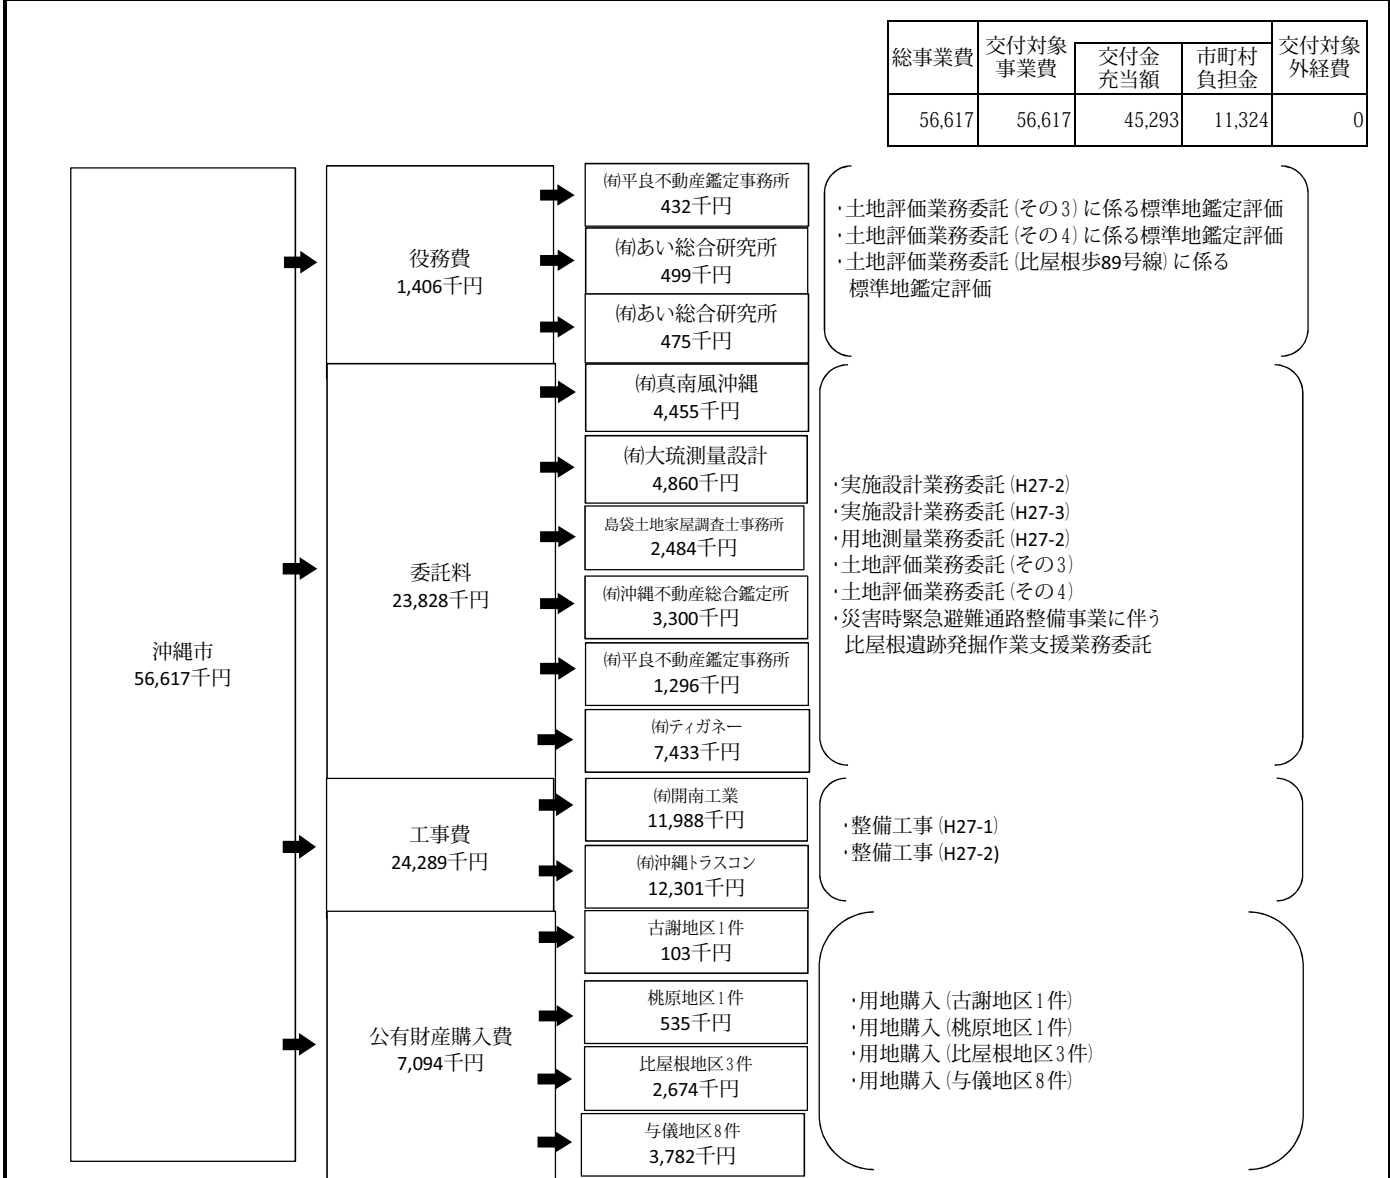 総事業費
交付対象
事業費
交付金
充当額
市町村
負担金
交付対象
外経費
56,617
56,617
45,293
11,324
0
沖縄市
56,617千円
役務費
1,406千円
㈲平良不動産鑑定事務所
432千円
㈲あい総合研究所
499千円
㈲あい総合研究所
475千円
・土地評価業務委託(その3)に係る標準地鑑定評価
・土地評価業務委託(その4)に係る標準地鑑定評価
・土地評価業務委託(比屋根歩89号線)に係る
標準地鑑定評価
委託料
23,828千円
㈲真南風沖縄
4,455千円
㈲大琉測量設計
4,860千円
島袋土地家屋調査士事務所
2,484千円
㈲沖縄不動産総合鑑定所
3,300千円
㈲平良不動産鑑定事務所
1,296千円
㈲ティガネー
7,433千円
・実施設計業務委託(H27-2)
・実施設計業務委託(H27-3)
・用地測量業務委託(H27-2)
・土地評価業務委託(その3)
・土地評価業務委託(その4)
・災害時緊急避難通路整備事業に伴う
比屋根遺跡発掘作業支援業務委託
工事費
24,289千円
㈲開南工業
11,988千円
㈲沖縄トラスコン
12,301千円
・整備工事(H27-1)
・整備工事(H27-2)
公有財産購入費
7,094千円
古謝地区1件
103千円
桃原地区1件
535千円
比屋根地区3件
2,674千円
与儀地区8件
3,782千円
・用地購入(古謝地区1件)
・用地購入(桃原地区1件)
・用地購入(比屋根地区3件)
・用地購入(与儀地区8件)